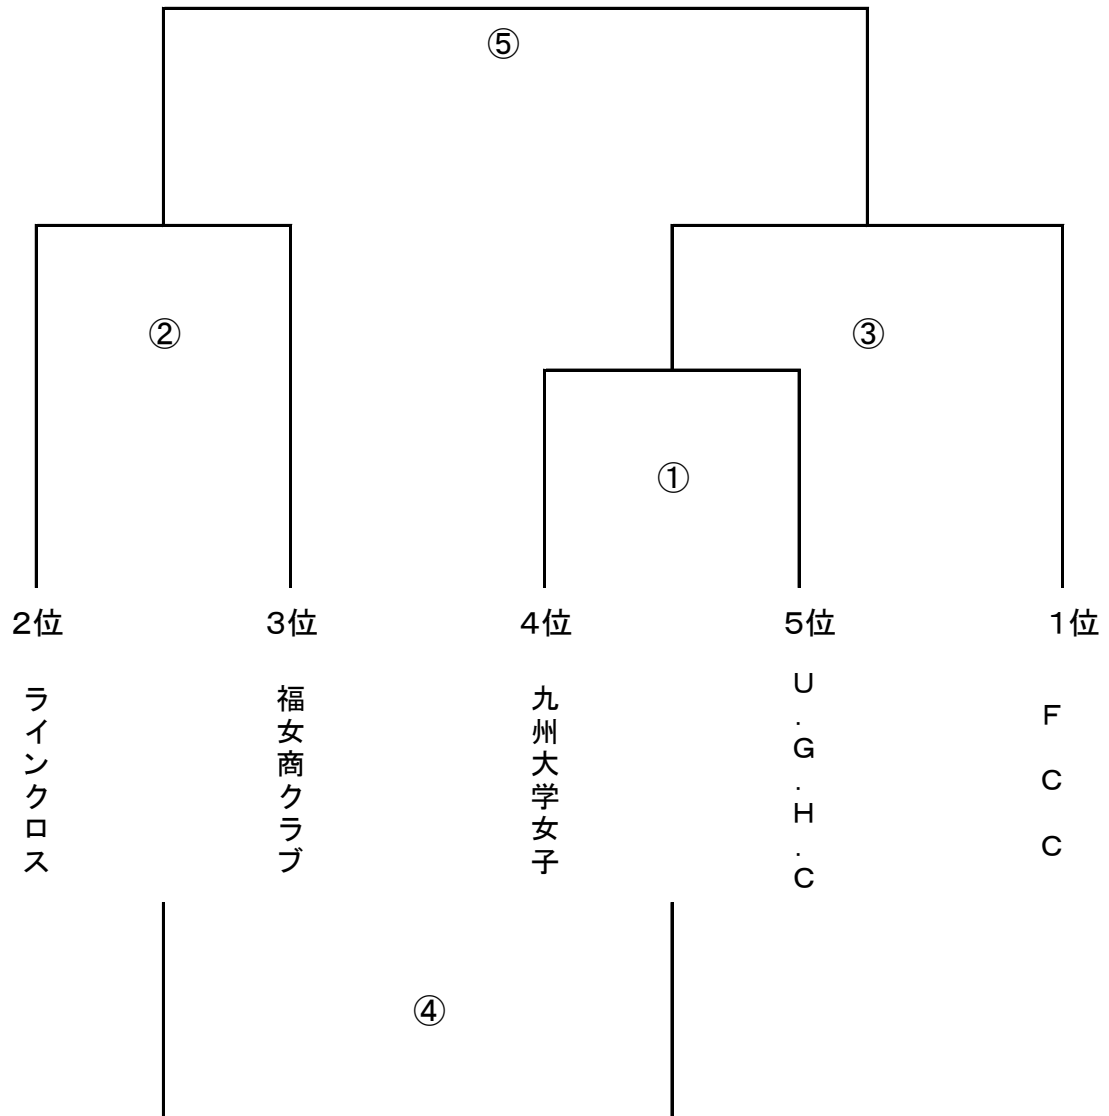 ⑤
②
③
①
2位
3位
4位
5位
1位
ラインクロス
福女商クラブ
九州大学女子
U.G.H.C
FCC
④